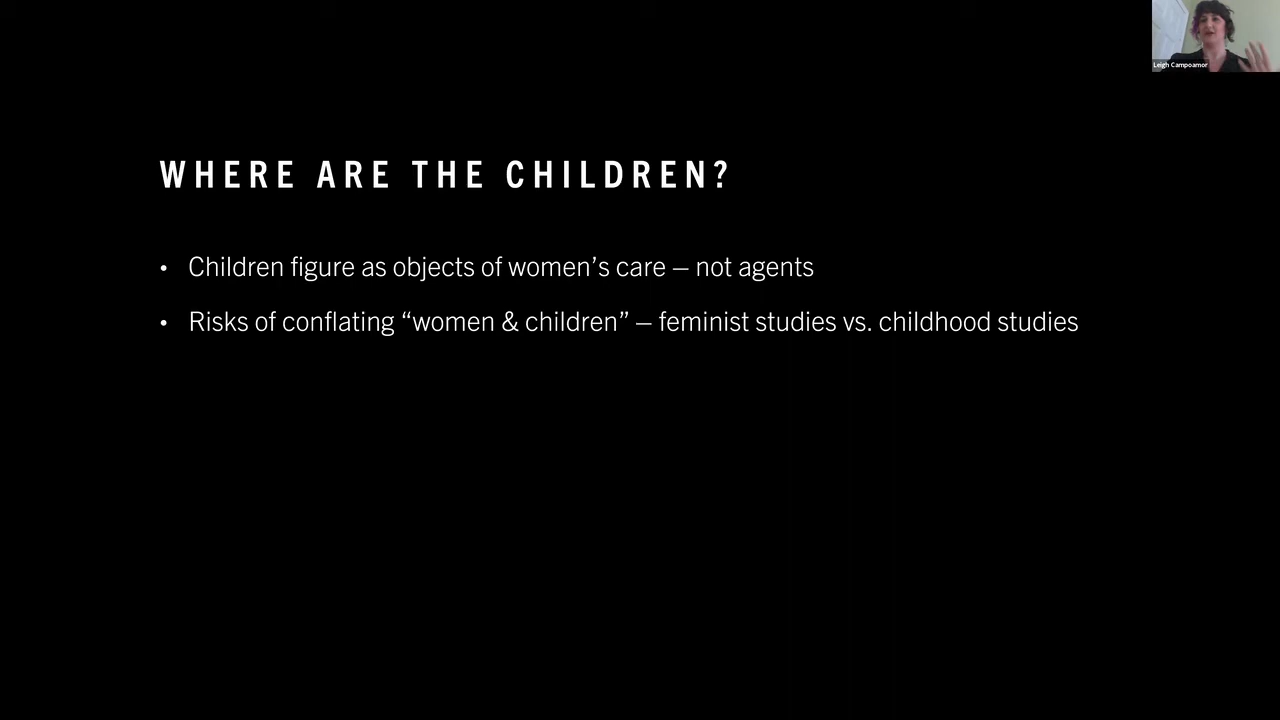 Leigh Campoamor
WHERE ARE THE CHILDREN?
• Children figure as objects of women’s care – not agents
• Risks of conflating “women & children” – feminist studies vs. childhood studies